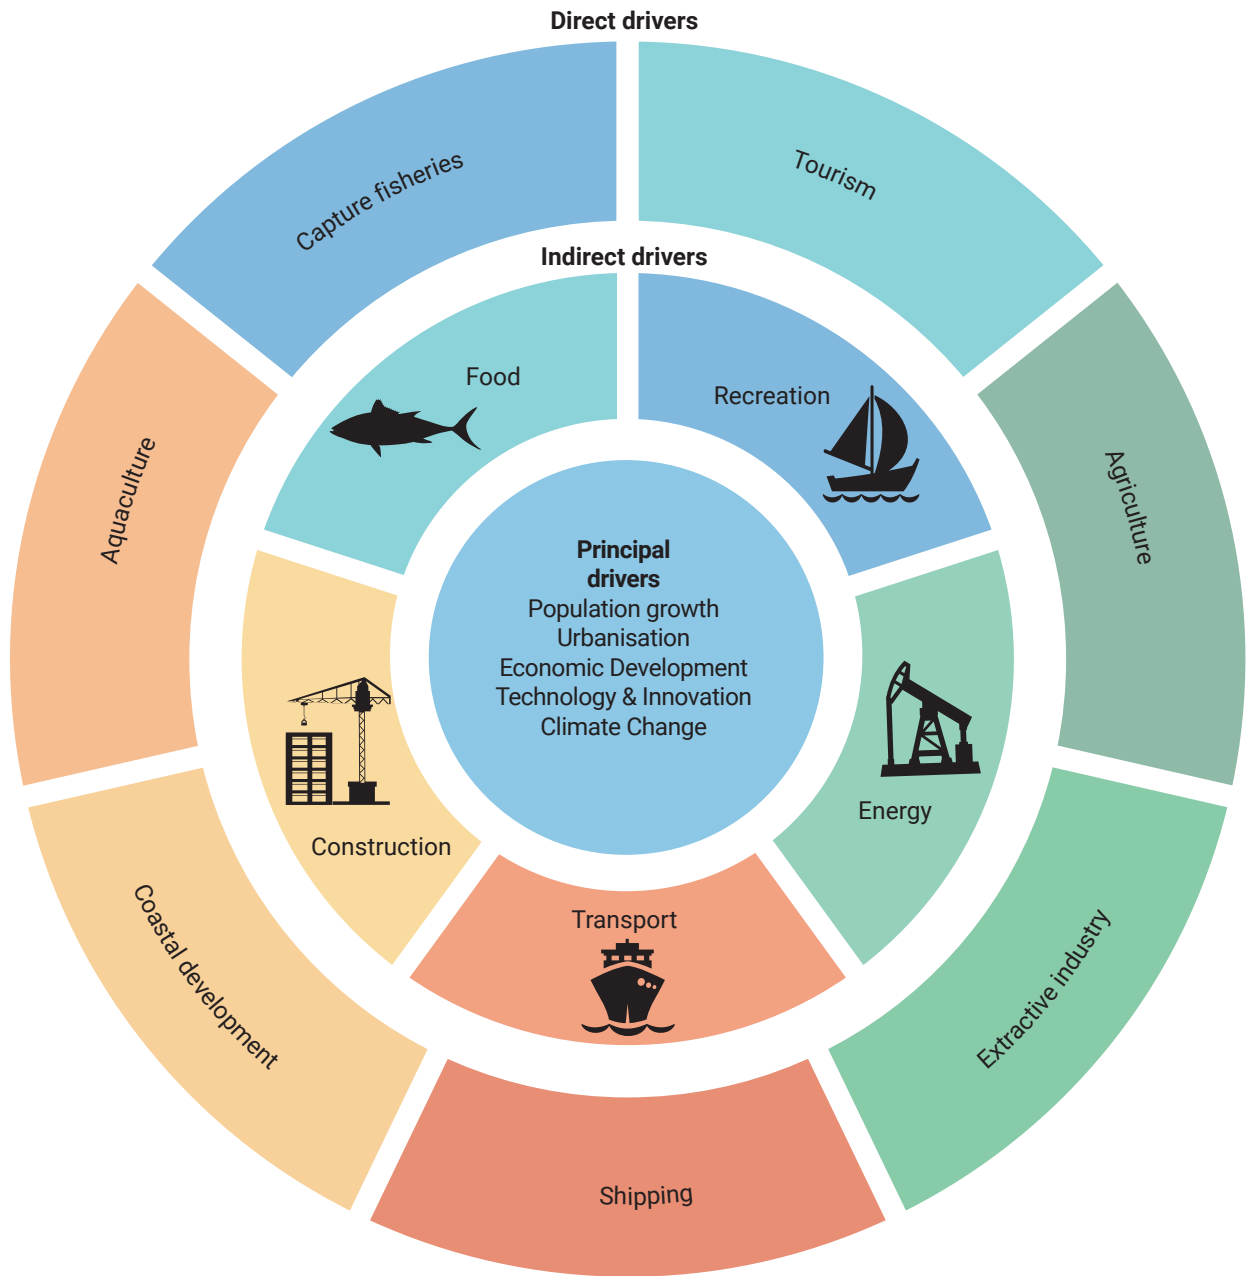 Direct drivers
Capture fisheries
Tourism
Indirect drivers
Food
Recreation
Aquaculture
Agriculture
Principal
drivers
Population growth
Urbanisation
Economic Development
Technology & Innovation
Climate Change
Energy
Construction
Transport
Coastal development
Extractive industry
Shipping